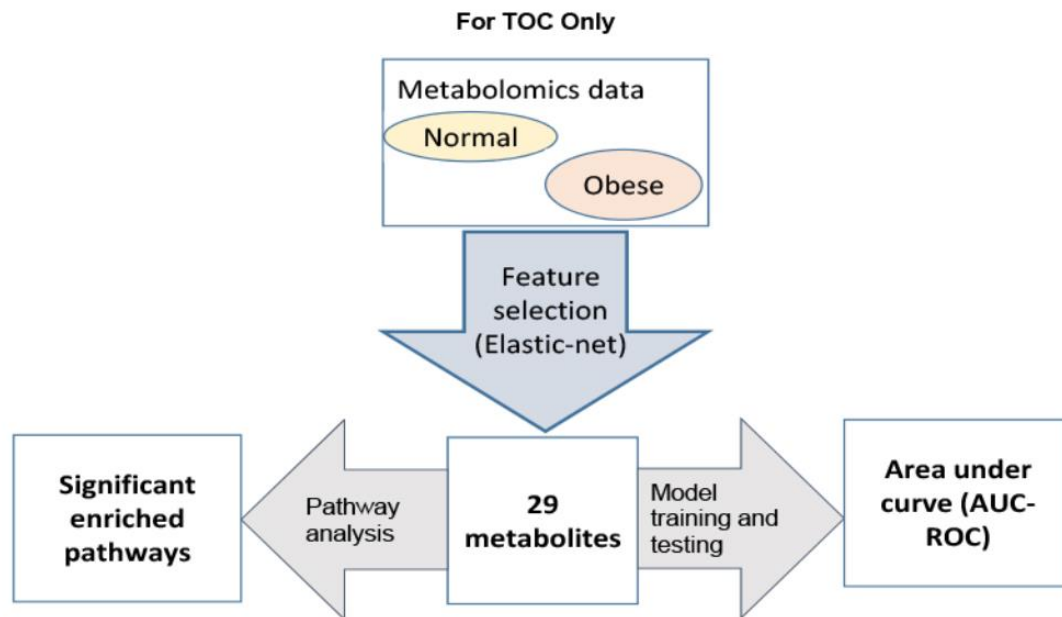 For TOC Only
Metabolomics data
Normal
Obese
Feature
selection
(Elastic-net)
Significant
enriched
pathways
Pathway
analysis
29
metabolites
Model
training and
testing
Area under
curve (AUC-
ROC)